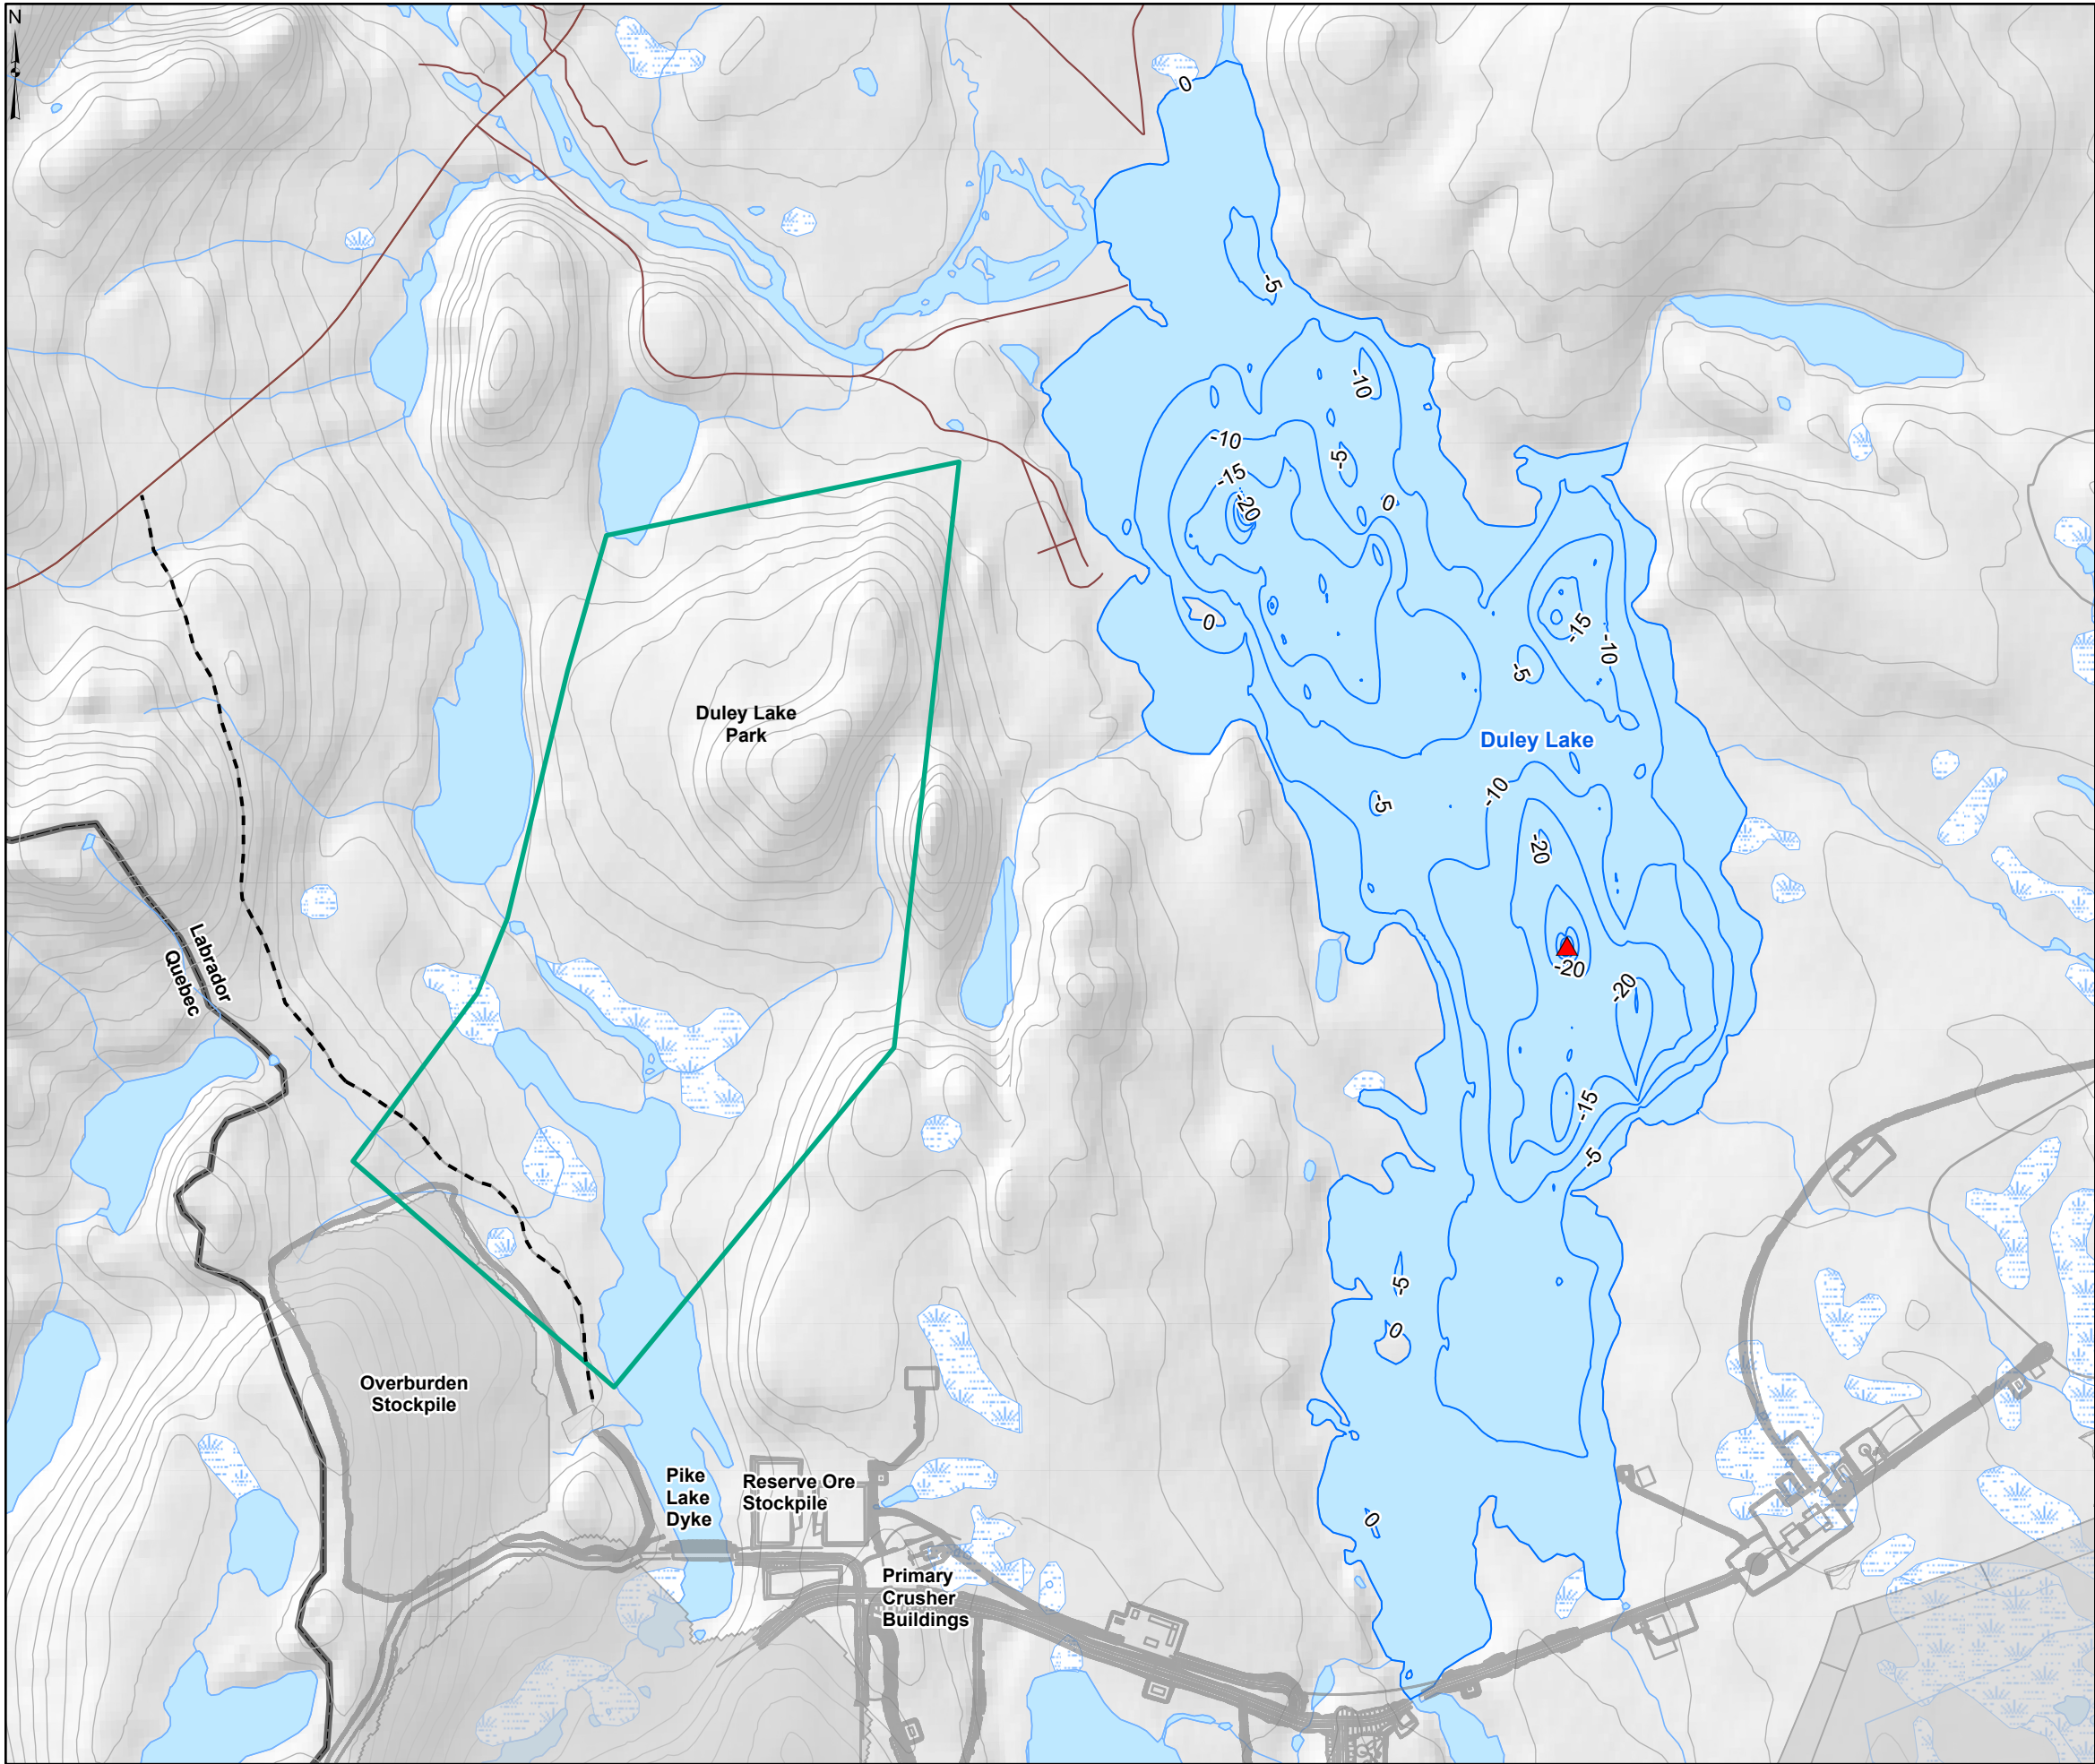 N
0
-5
-10
-10
-5
-15
-20
0
0
-15
-10
-5
Duley Lake
Park
Duley Lake
-10
-5
-20
Labrador
Quebec
-20
-20
-15
-5
-5
0
Overburden
Stockpile
Pike
Lake
Dyke
Reserve Ore
Stockpile
0
Primary
Crusher
Buildings